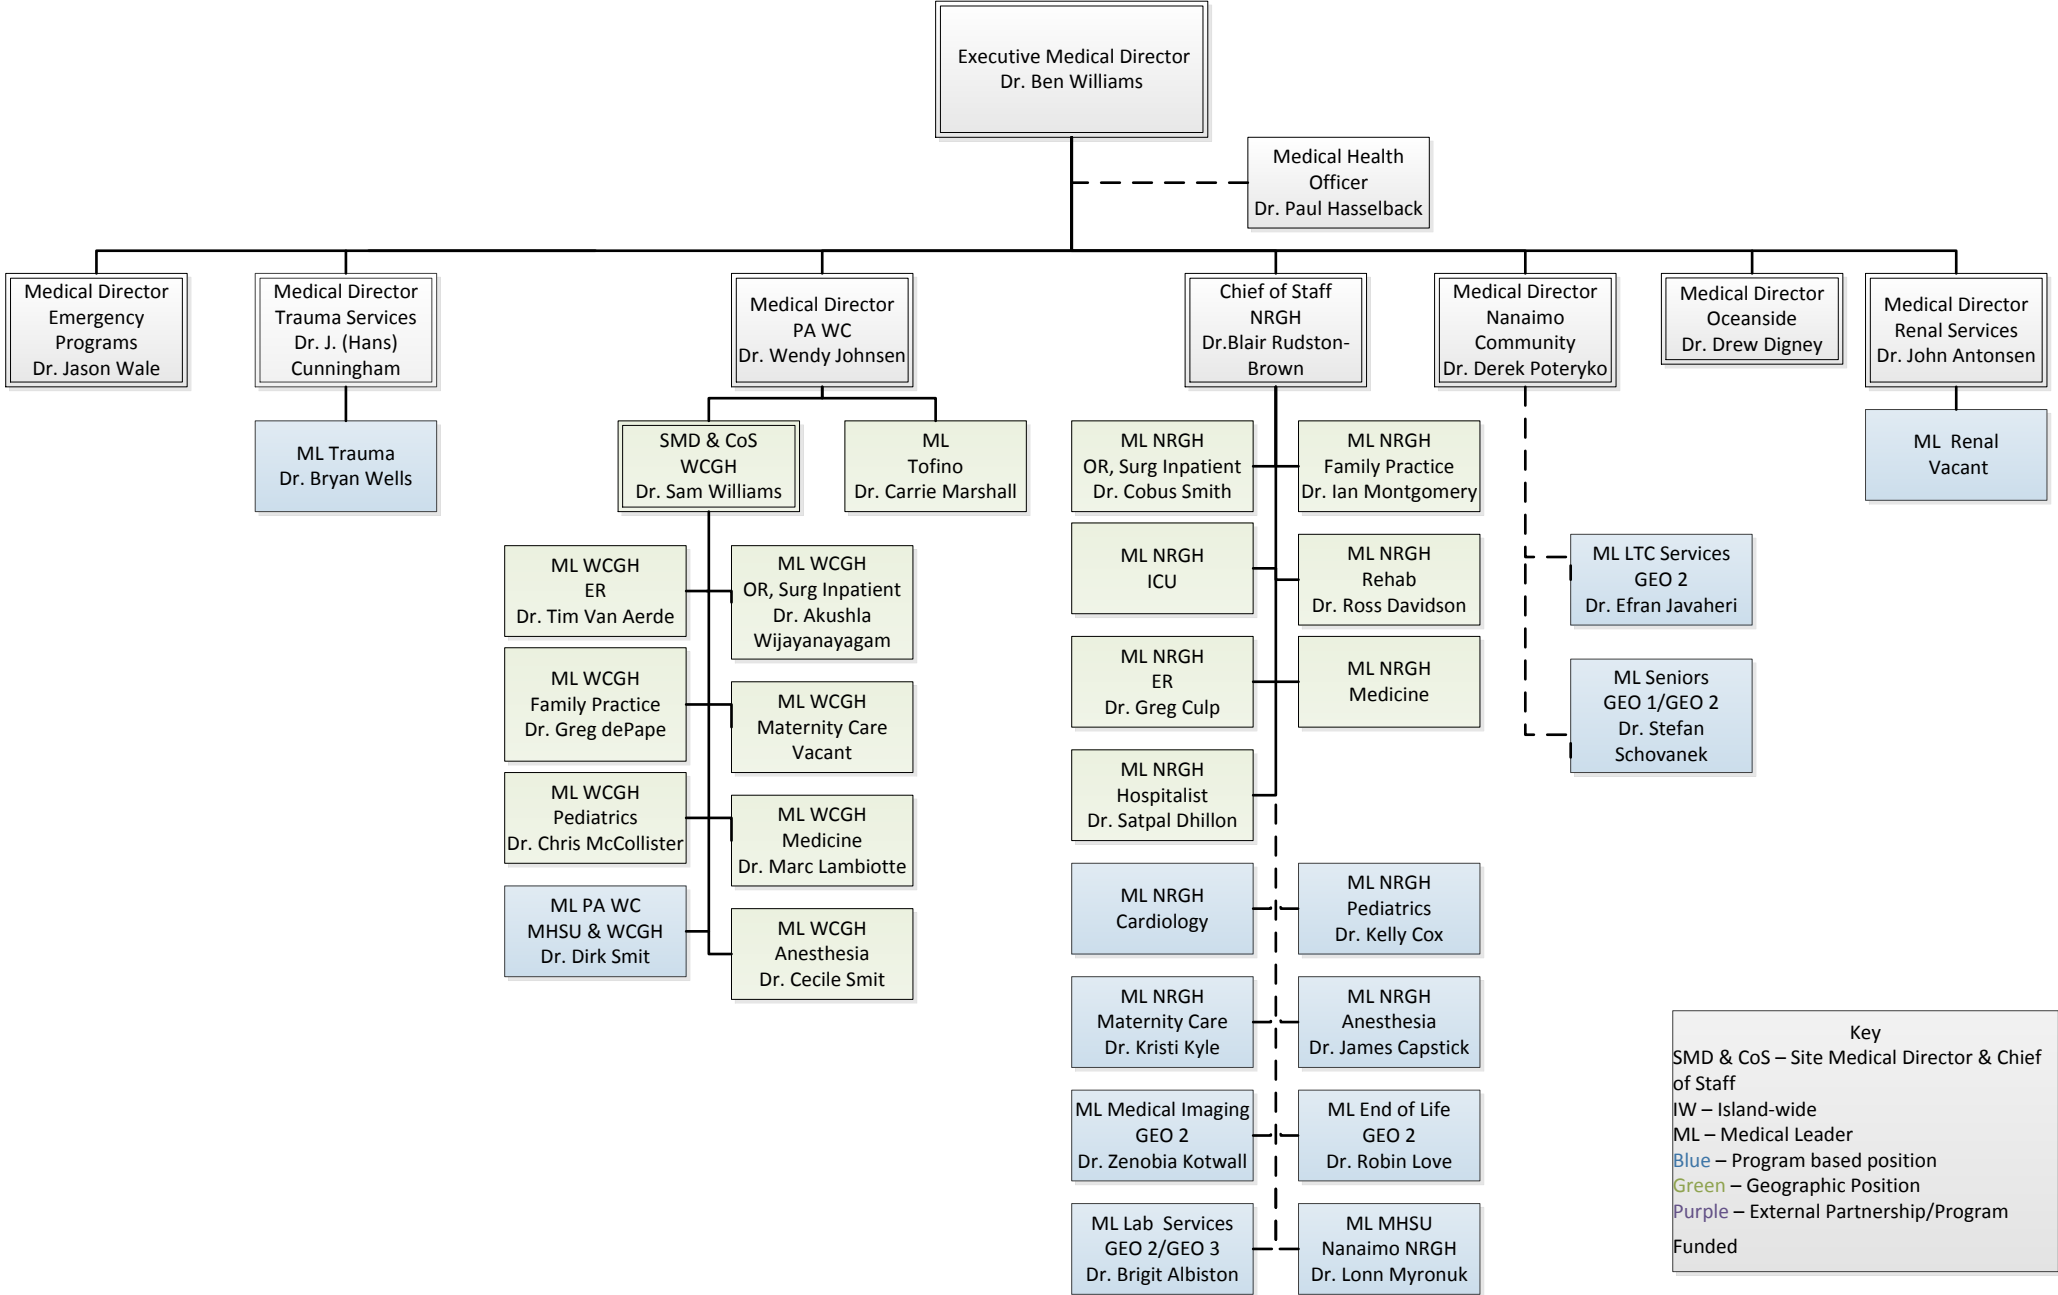 Executive Medical Director
Dr. Ben Williams
Medical Health
Officer
Dr. Paul Hasselback
Medical Director
Emergency
Programs
Dr. Jason Wale
Medical Director
Trauma Services
Dr. J. (Hans)
Cunningham
Medical Director
PA WC
Dr. Wendy Johnsen
Chief of Staff
NRGH
Dr.Blair Rudston-
Brown
Medical Director
Nanaimo
Community
Dr. Derek Poteryko
Medical Director
Oceanside
Dr. Drew Digney
Medical Director
Renal Services
Dr. John Antonsen
ML Trauma
Dr. Bryan Wells
SMD & CoS
WCGH
Dr. Sam Williams
ML
Tofino
Dr. Carrie Marshall
ML NRGH
OR, Surg Inpatient
Dr. Cobus Smith
ML NRGH
Family Practice
Dr. Ian Montgomery
ML Renal
Vacant
ML WCGH
ER
Dr. Tim Van Aerde
ML WCGH
OR, Surg Inpatient
Dr. Akushla
Wijayanayagam
ML NRGH
ICU
ML NRGH
Rehab
Dr. Ross Davidson
ML LTC Services
GEO 2
Dr. Efran Javaheri
ML WCGH
Family Practice
Dr. Greg dePape
ML WCGH
Maternity Care
Vacant
ML NRGH
ER
Dr. Greg Culp
ML NRGH
Medicine
ML Seniors
GEO 1/GEO 2
Dr. Stefan
Schovanek
ML WCGH
Pediatrics
Dr. Chris McCollister
ML WCGH
Medicine
Dr. Marc Lambiotte
ML NRGH
Hospitalist
Dr. Satpal Dhillon
ML PA WC
MHSU & WCGH
Dr. Dirk Smit
ML WCGH
Anesthesia
Dr. Cecile Smit
ML NRGH
Cardiology
ML NRGH
Pediatrics
Dr. Kelly Cox
ML NRGH
Maternity Care
Dr. Kristi Kyle
ML NRGH
Anesthesia
Dr. James Capstick
ML Medical Imaging
GEO 2
Dr. Zenobia Kotwall
ML End of Life
GEO 2
Dr. Robin Love
ML Lab Services
GEO 2/GEO 3
Dr. Brigit Albiston
ML MHSU
Nanaimo NRGH
Dr. Lonn Myronuk
Key
SMD & CoS – Site Medical Director & Chief
of Staff
IW – Island-wide
ML – Medical Leader
Blue – Program based position
Green – Geographic Position
Purple – External Partnership/Program
Funded